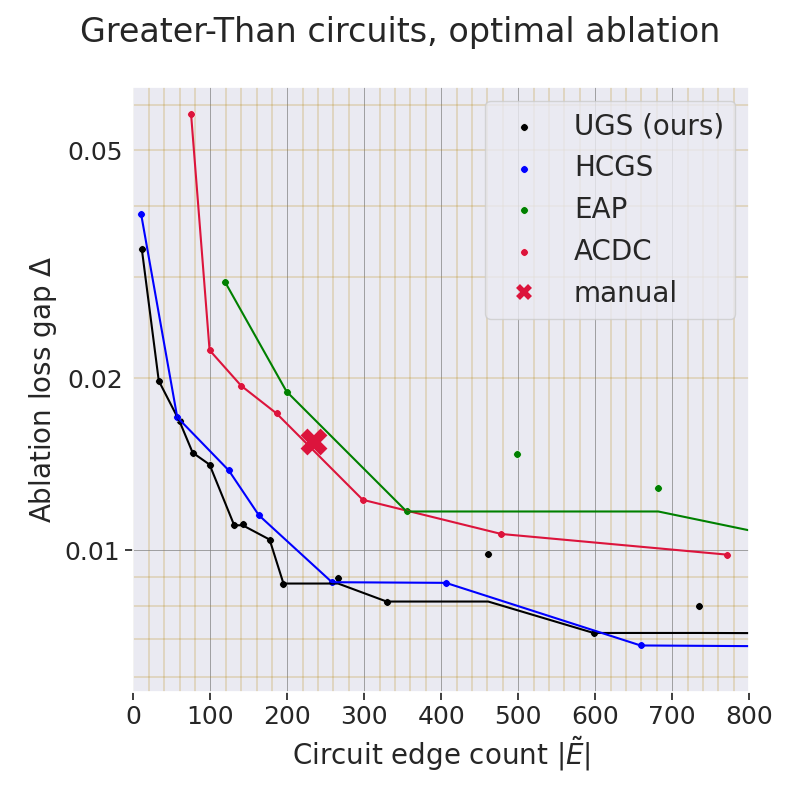 Greater-Than circuits, optimal ablation
UGS (ours)
HCGS
EAP
ACDC
manual
Ablation loss gap Δ
0.05
0.02
0.01
0 100 200 300 400 500 600 700 800
Circuit edge count |Ẽ|